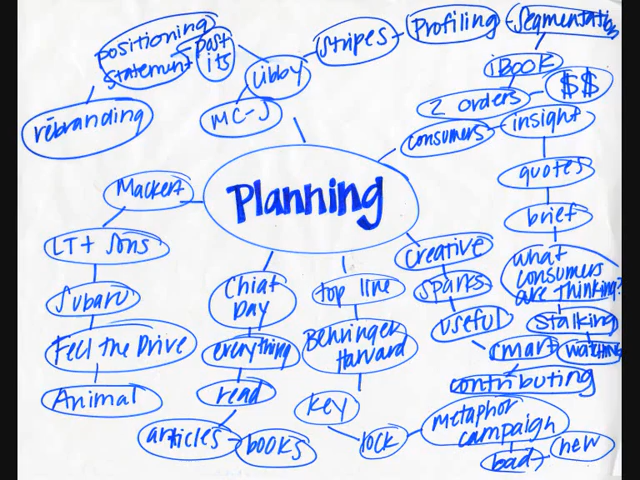 positioning
statement
post
its
Libby
Stripes
Profiling
Segmentation
iBook
$$
2 orders
rebranding
MC-J
consumers
insight
Planning
quotes
Mackert
brief
LT + Sons
Creative
what
consumers
are thinking?
Subaru
Chiat
Day
top line
sparks
stalking
useful
Feel the Drive
everything
Behringer
Harvard
smart
watching
Animal
read
contributing
key
metaphor
campaign
articles
books
lock
bad
new